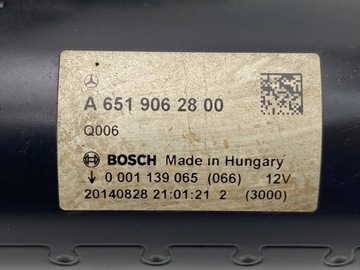 A 651 906 28 00
Q006
BOSCH Made in Hungary
0 001 139 065 (066) 12V
20140828 21:01:21 2 (3000)